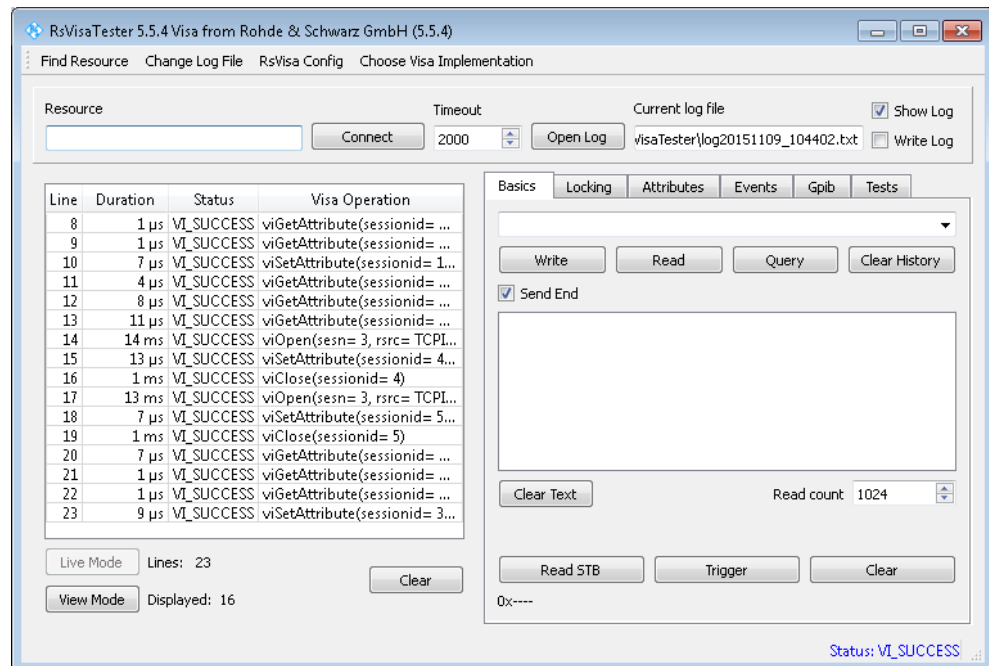 RsVisaTester 5.5.4 Visa from Rohde & Schwarz GmbH (5.5.4)
Find Resource Change Log File RsVisa Config Choose Visa Implementation
Resource Timeout Current log file Show Log
Connect 2000 Open Log VisaTester\log20151109_104402.txt Write Log
Line Duration Status Visa Operation
8 1 µs VI_SUCCESS viGetAttribute(sessionid= ...
9 1 µs VI_SUCCESS viGetAttribute(sessionid= ...
10 7 µs VI_SUCCESS viSetAttribute(sessionid= 1...
11 4 µs VI_SUCCESS viGetAttribute(sessionid= ...
12 8 µs VI_SUCCESS viGetAttribute(sessionid= ...
13 11 µs VI_SUCCESS viGetAttribute(sessionid= ...
14 14 ms VI_SUCCESS viOpen(sesn= 3, rsrc= TCPI...
15 13 µs VI_SUCCESS viSetAttribute(sessionid= 4...
16 1 ms VI_SUCCESS viClose(sessionid= 4)
17 13 ms VI_SUCCESS viOpen(sesn= 3, rsrc= TCPI...
18 7 µs VI_SUCCESS viSetAttribute(sessionid= 5...
19 1 ms VI_SUCCESS viClose(sessionid= 5)
20 7 µs VI_SUCCESS viGetAttribute(sessionid= ...
21 1 µs VI_SUCCESS viGetAttribute(sessionid= ...
22 1 µs VI_SUCCESS viGetAttribute(sessionid= ...
23 9 µs VI_SUCCESS viSetAttribute(sessionid= 3...
Live Mode Lines: 23
Clear
View Mode Displayed: 16
Basics Locking Attributes Events Gpib Tests
Write Read Query Clear History
Send End
Clear Text Read count 1024
Read STB Trigger Clear
0x----
Status: VI_SUCCESS